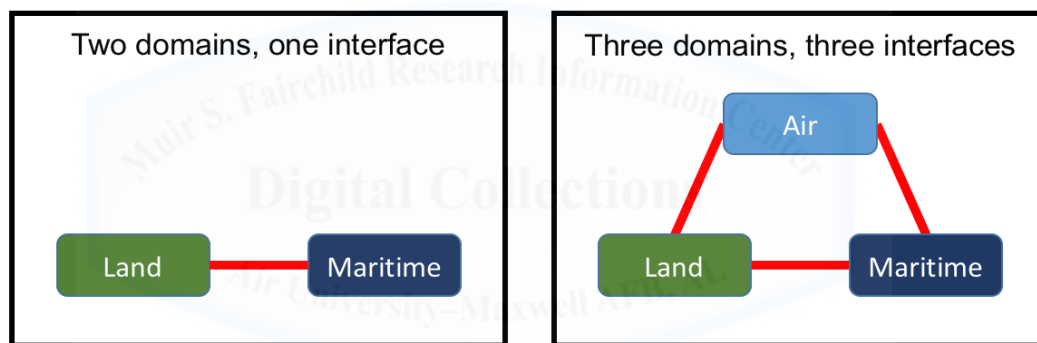 Two domains, one interface
Land
Maritime
Three domains, three interfaces
Air
Land
Maritime
Muir S. Fairchild Research Information Center
Digital Collections
Air University–Maxwell AFB, AL